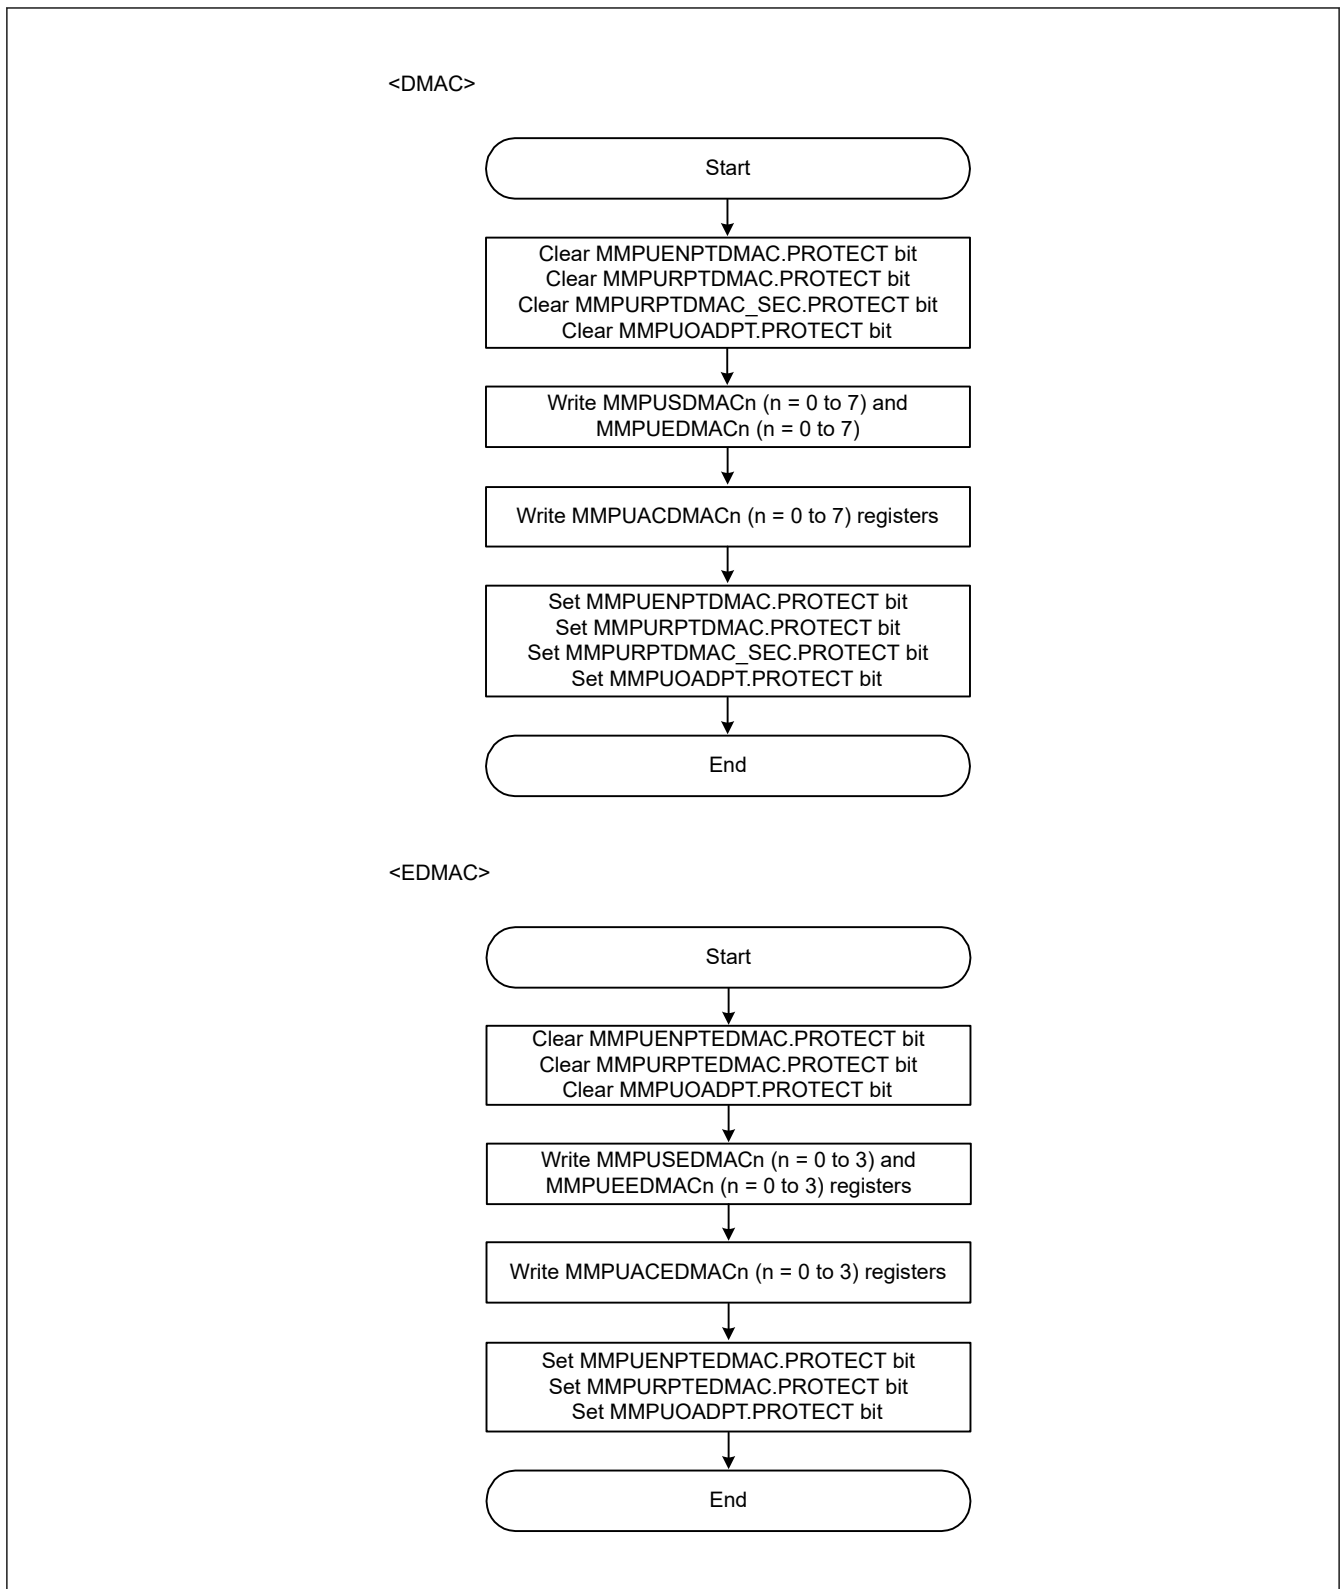 <DMAC>
Start
Clear MMPUENPTDMAC.PROTECT bit
Clear MMPURPTDMAC.PROTECT bit
Clear MMPURPTDMAC_SEC.PROTECT bit
Clear MMPUOADPT.PROTECT bit
Write MMPUSDMACn (n = 0 to 7) and
MMPUEDMACn (n = 0 to 7)
Write MMPUACDMACn (n = 0 to 7) registers
Set MMPUENPTDMAC.PROTECT bit
Set MMPURPTDMAC.PROTECT bit
Set MMPURPTDMAC_SEC.PROTECT bit
Set MMPUOADPT.PROTECT bit
End
<EDMAC>
Start
Clear MMPUENPTEDMAC.PROTECT bit
Clear MMPURPTEDMAC.PROTECT bit
Clear MMPUOADPT.PROTECT bit
Write MMPUSEDMACn (n = 0 to 3) and
MMPUEEDMACn (n = 0 to 3) registers
Write MMPUACEDMACn (n = 0 to 3) registers
Set MMPUENPTEDMAC.PROTECT bit
Set MMPURPTEDMAC.PROTECT bit
Set MMPUOADPT.PROTECT bit
End